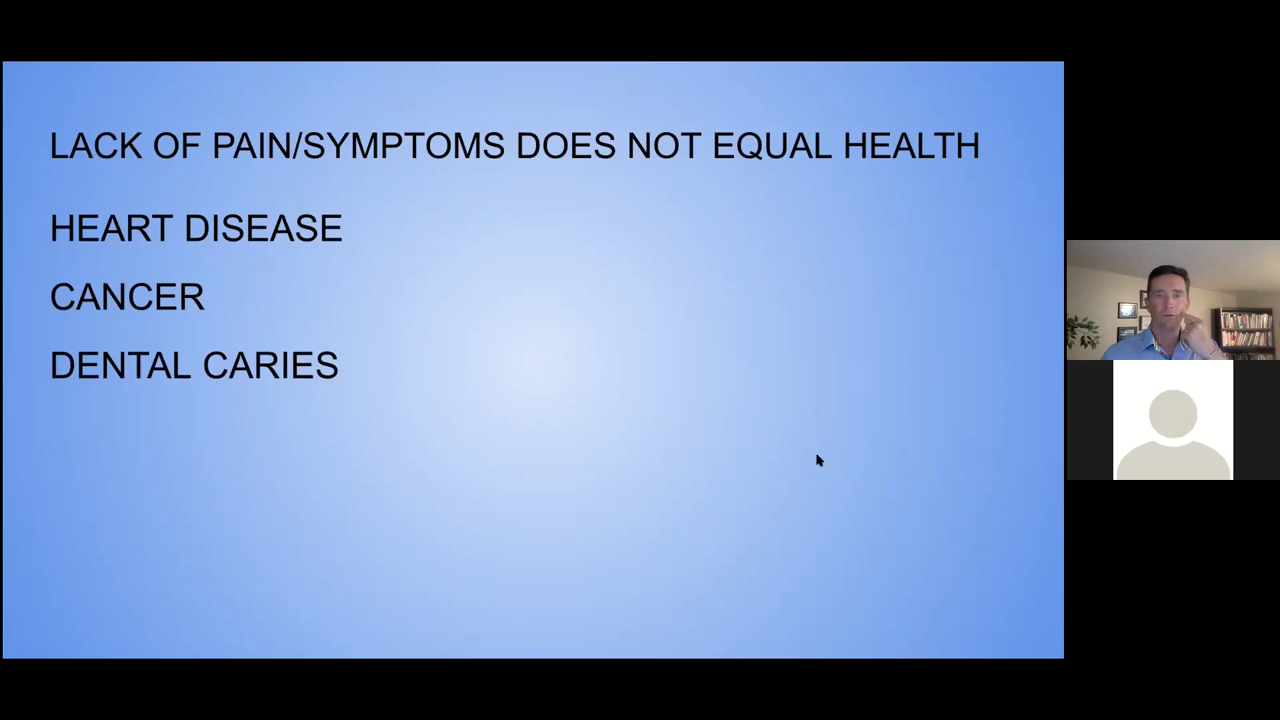 LACK OF PAIN/SYMPTOMS DOES NOT EQUAL HEALTH
HEART DISEASE
CANCER
DENTAL CARIES